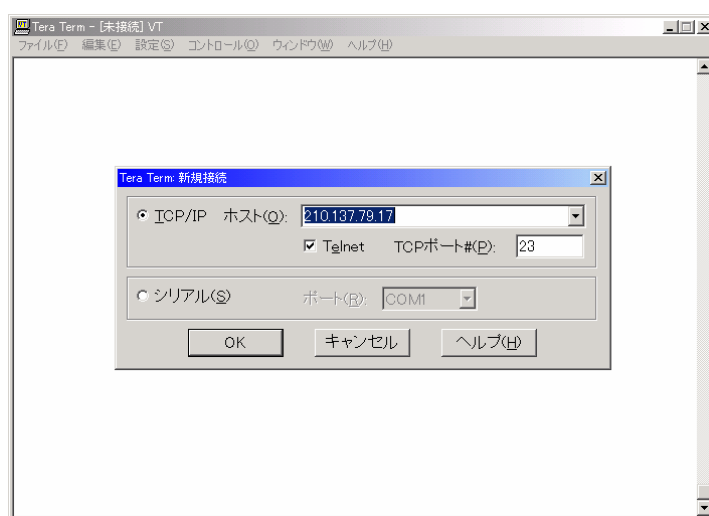 Tera Term - [未接続] VT
ファイル(F) 編集(E) 設定(S) コントロール(O) ウィンドウ(W) ヘルプ(H)
Tera Term: 新規接続
TCP/IP ホスト(O): 210.137.79.17
Telnet TCPポート#(P): 23
シリアル(S) ポート(R): COM1
OK キャンセル ヘルプ(H)